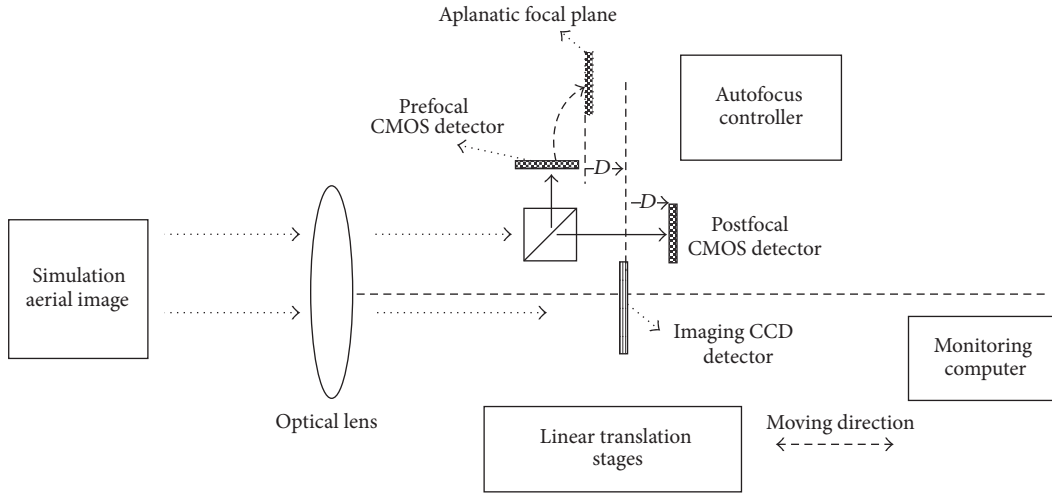 Aplanatic focal plane
Prefocal
CMOS detector
Autofocus
controller
D
D
Postfocal
CMOS detector
Simulation
aerial image
Imaging CCD
detector
Monitoring
computer
Optical lens
Linear translation
stages
Moving direction